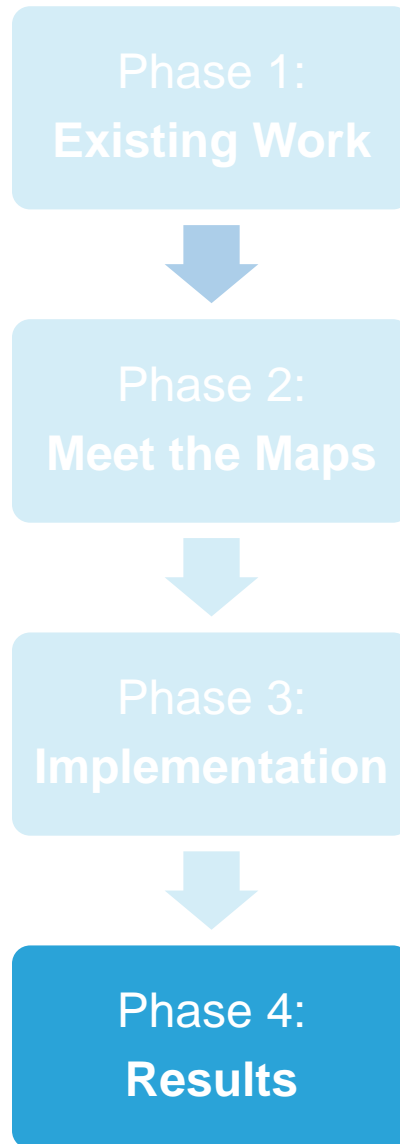 Phase 1:
Existing Work
Phase 2:
Meet the Maps
Phase 3:
Implementation
Phase 4:
Results